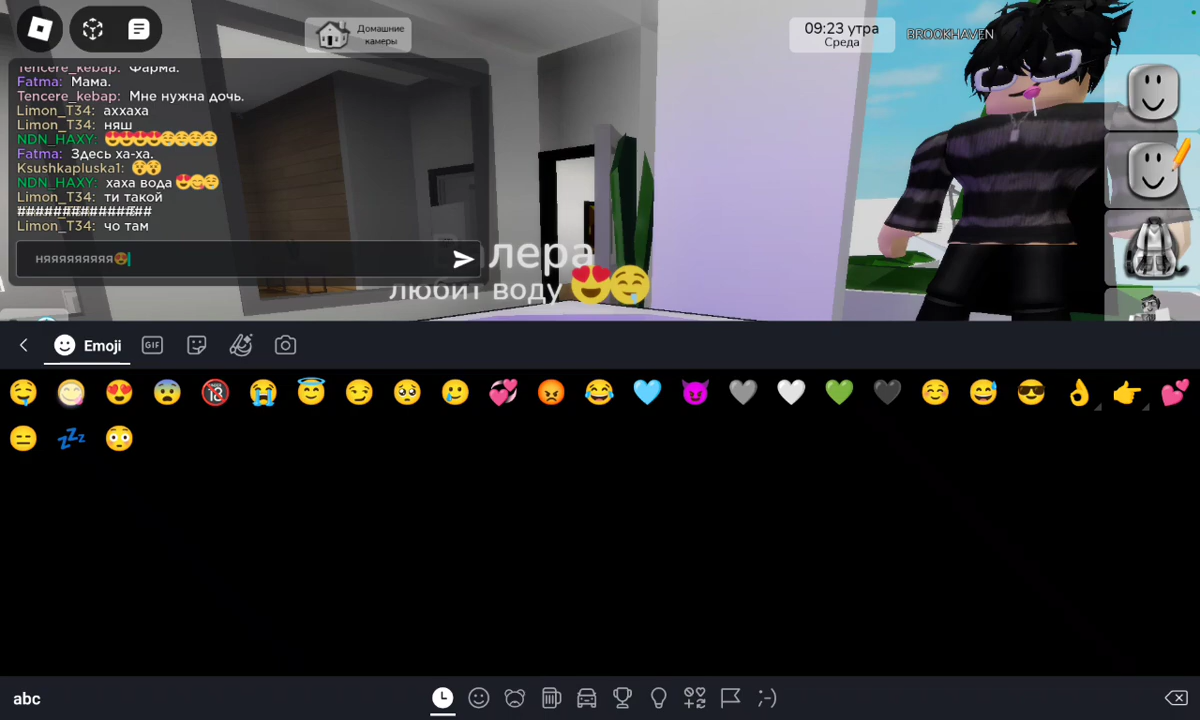 Домашние
камеры
09:23 утра
Среда
BROOKHAVEN
Tencere_kebap: Фарма.
Fatma: Мама.
Tencere_kebap: Мне нужна дочь.
Limon_T34: аххаха
Limon_T34: няш
NDN_HAXY: 😍😍😍😍☺️☺️☺️☺️
Fatma: Здесь ха-ха.
Ksushkapluska1: 😵😵
NDN_HAXY: хаха вода 😍😋☺️
Limon_T34: ти такой
###############
Limon_T34: чо там
няяяяяяяяяя😍
лера
любит воду 😍🤤
Emoji
GIF
abc